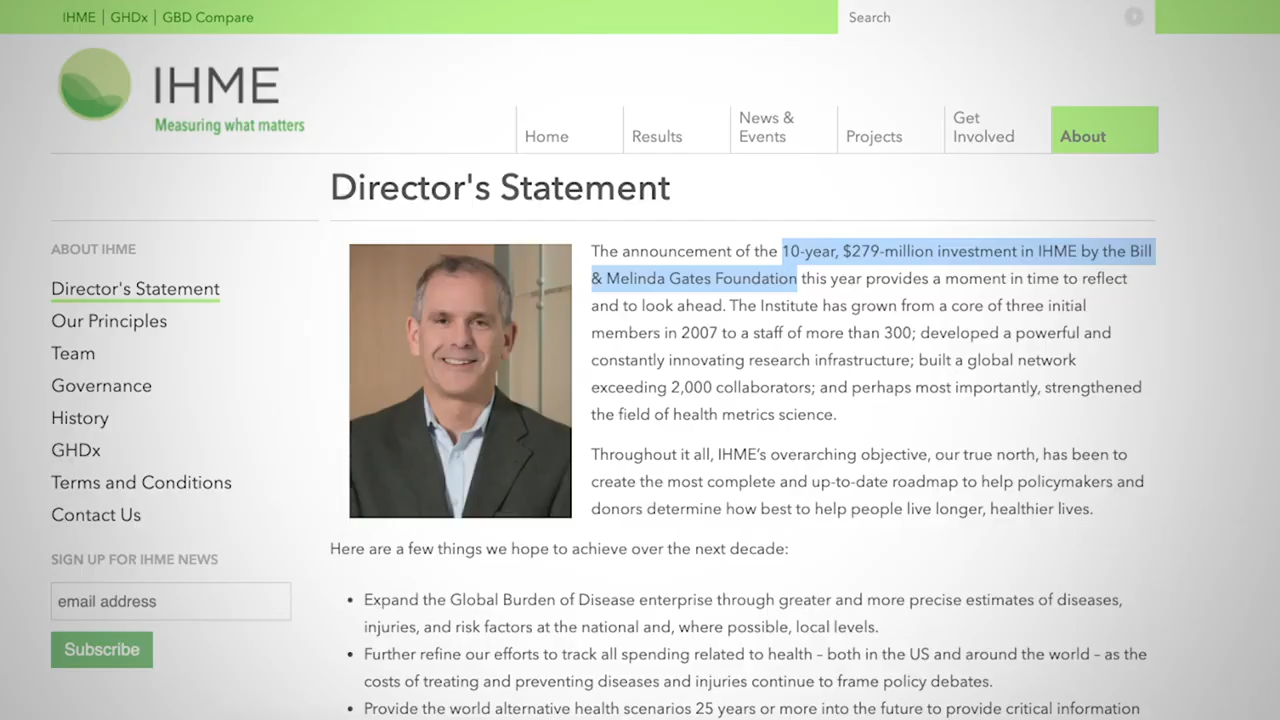 IHME | GHDx | GBD Compare
Search
IHME
Measuring what matters
Home
Results
News &
Events
Projects
Get
Involved
About
Director's Statement
ABOUT IHME
Director's Statement
Our Principles
Team
Governance
History
GHDx
Terms and Conditions
Contact Us
SIGN UP FOR IHME NEWS
email address
Subscribe
The announcement of the 10-year, $279-million investment in IHME by the Bill
& Melinda Gates Foundation this year provides a moment in time to reflect
and to look ahead. The Institute has grown from a core of three initial
members in 2007 to a staff of more than 300; developed a powerful and
constantly innovating research infrastructure; built a global network
exceeding 2,000 collaborators; and perhaps most importantly, strengthened
the field of health metrics science.
Throughout it all, IHME’s overarching objective, our true north, has been to
create the most complete and up-to-date roadmap to help policymakers and
donors determine how best to help people live longer, healthier lives.
Here are a few things we hope to achieve over the next decade:
• Expand the Global Burden of Disease enterprise through greater and more precise estimates of diseases,
injuries, and risk factors at the national and, where possible, local levels.
• Further refine our efforts to track all spending related to health – both in the US and around the world – as the
costs of treating and preventing diseases and injuries continue to frame policy debates.
• Provide the world alternative health scenarios 25 years or more into the future to provide critical information